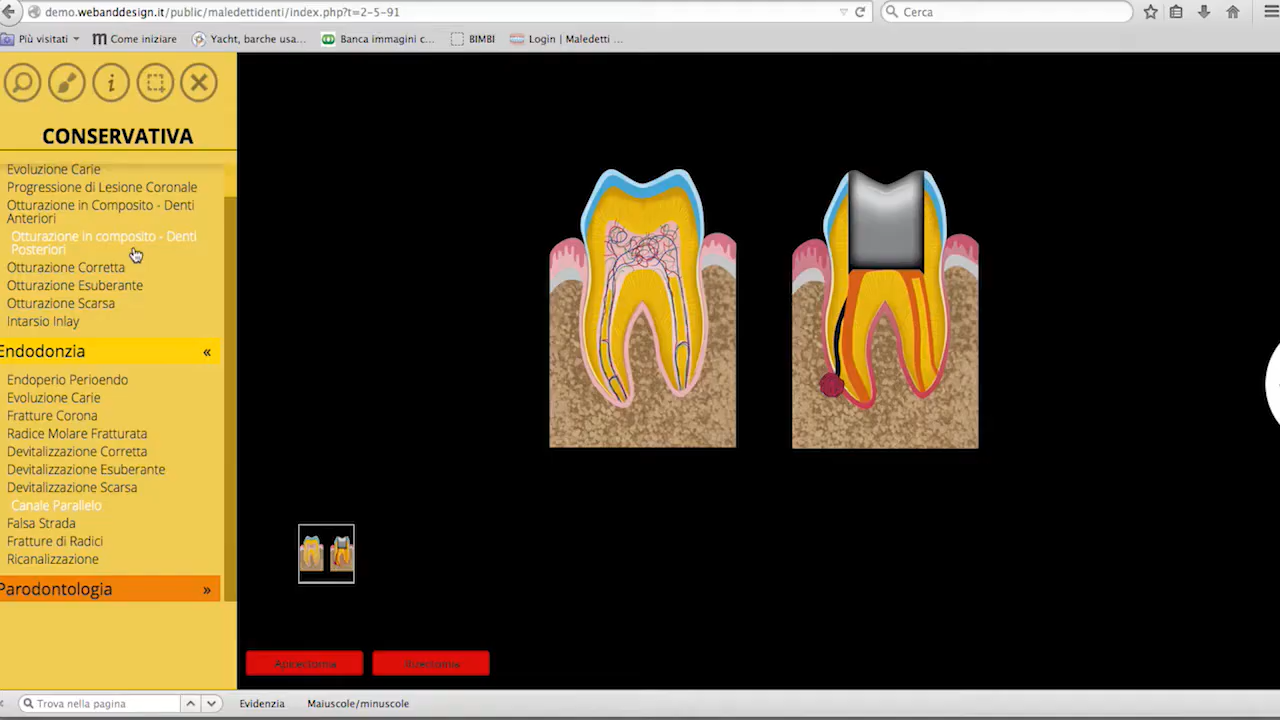 demo.webanddesign.it/public/maledettidenti/index.php?t=2-5-91
Cerca
Più visitati
Come iniziare
Yacht, barche usa...
Banca immagini c...
BIMBI
Login | Maledetti ...
CONSERVATIVA
Evoluzione Carie
Progressione di Lesione Coronale
Otturazione in Composito - Denti
Anteriori
Otturazione in composito - Denti
Posteriori
Otturazione Corretta
Otturazione Esuberante
Otturazione Scarsa
Intarsio Inlay
Endodonzia «
Endoperio Perioendo
Evoluzione Carie
Fratture Corona
Radice Molare Fratturata
Devitalizzazione Corretta
Devitalizzazione Esuberante
Devitalizzazione Scarsa
Canale Parallelo
Falsa Strada
Fratture di Radici
Ricanalizzazione
Parodontologia »
Apicectomia
Rizectomia
Trova nella pagina
Evidenzia
Maiuscole/minuscole